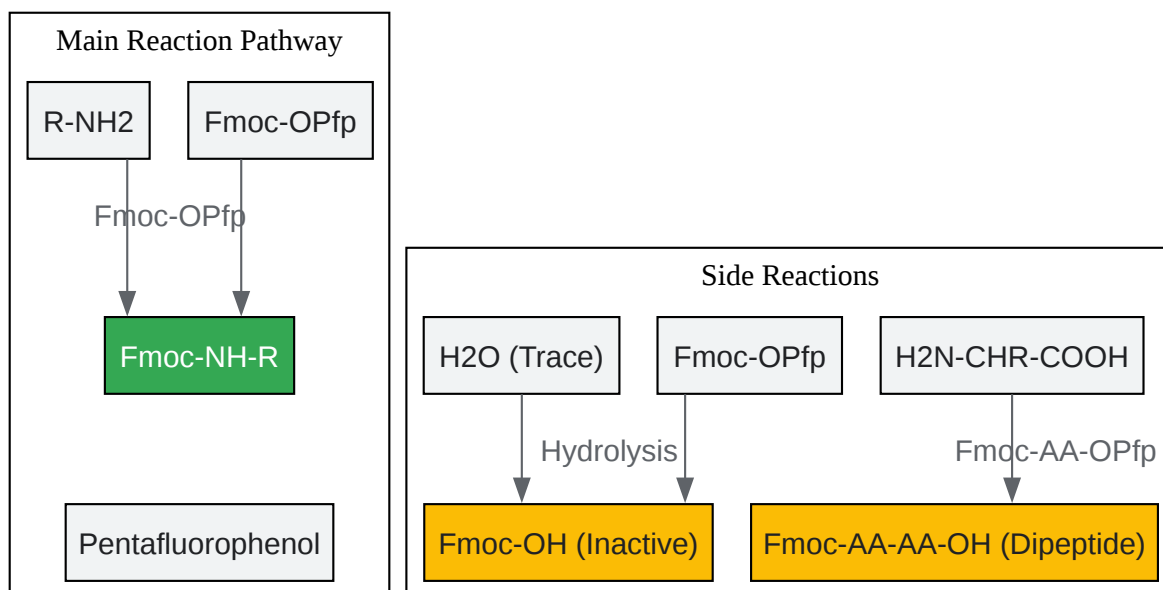 Main Reaction Pathway
R-NH2
Fmoc-OPfp
Fmoc-OPfp
Fmoc-NH-R
Pentafluorophenol
Side Reactions
H2O (Trace)
Fmoc-OPfp
H2N-CHR-COOH
Hydrolysis
Fmoc-AA-OPfp
Fmoc-OH (Inactive)
Fmoc-AA-AA-OH (Dipeptide)